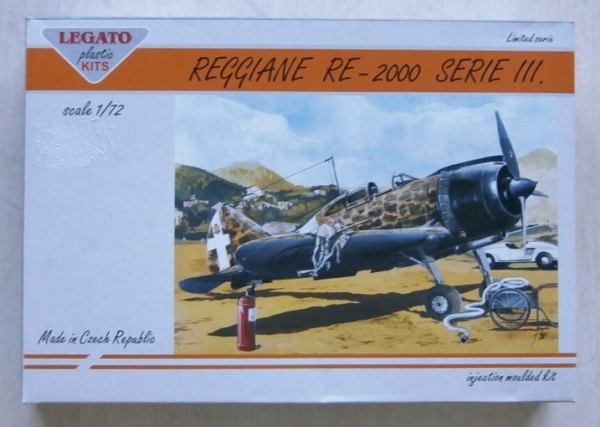 LEGATO
plastic
KITS
Limited serie
REGGIANE RE-2000 SERIE III.
scale 1/72
Made in Czech Republic
injection moulded kit